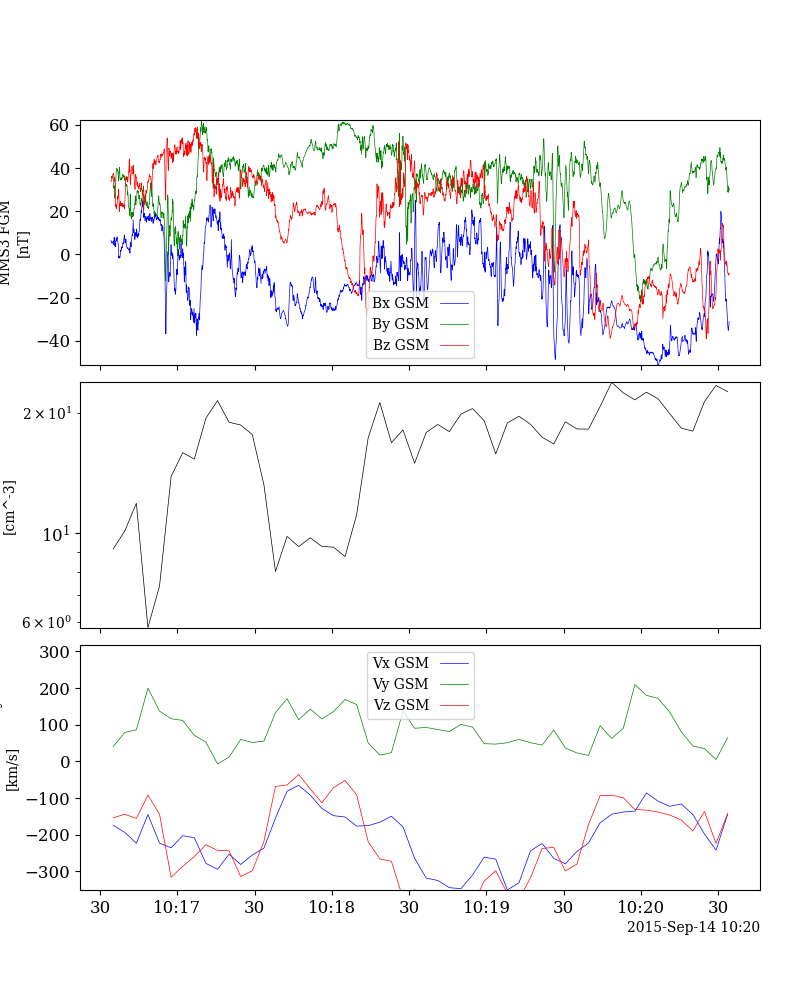 60
40
20
0
−20
−40
MMS3 FGM
[nT]
Bx GSM
By GSM
Bz GSM
2 × 10¹
10¹
6 × 10⁰
[cm^-3]
300
200
100
0
−100
−200
−300
[km/s]
Vx GSM
Vy GSM
Vz GSM
30 10:17 30 10:18 30 10:19 30 10:20 30
2015-Sep-14 10:20